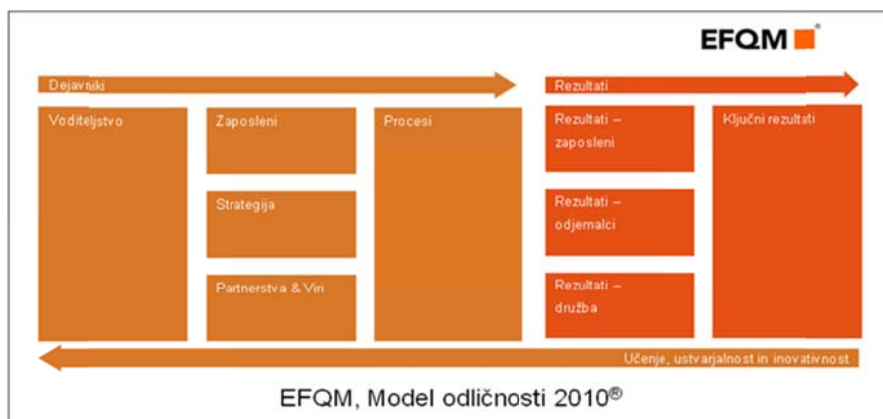 EFQM ®
Dejavniki
Rezultati
Voditeljstvo
Zaposleni
Procesi
Rezultati –
zaposleni
Ključni rezultati
Strategija
Rezultati –
odjemalci
Partnerstva & Viri
Rezultati –
družba
Učenje, ustvarjalnost in inovativnost
EFQM, Model odličnosti 2010®